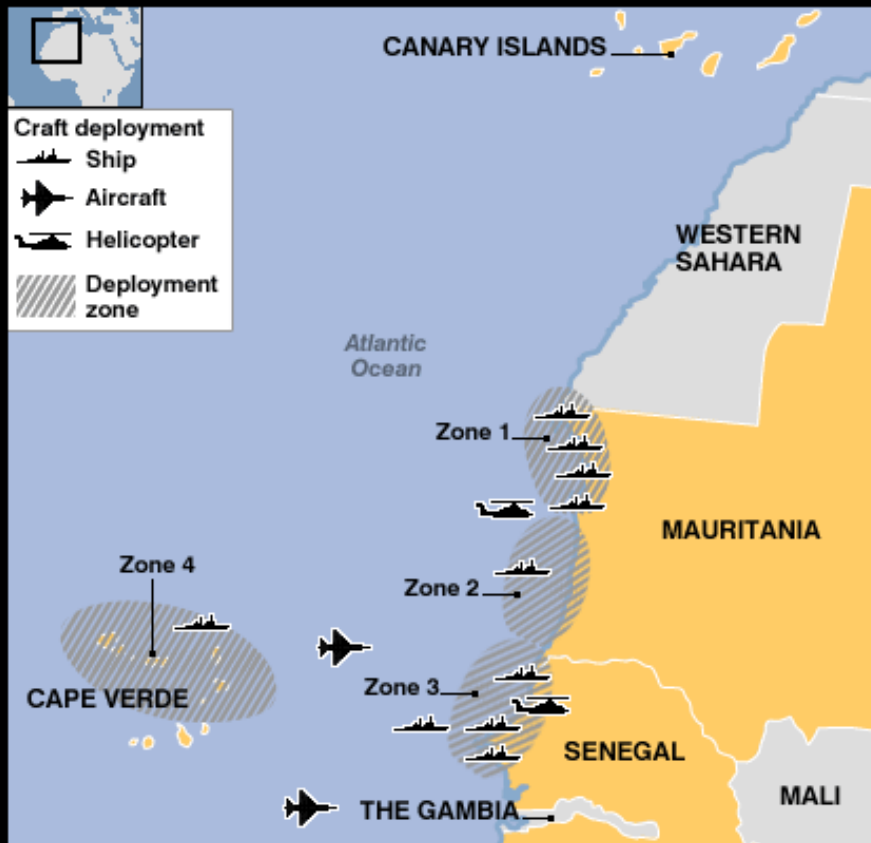 CANARY ISLANDS
Craft deployment
Ship
Aircraft
Helicopter
Deployment
zone
WESTERN
SAHARA
Atlantic
Ocean
Zone 1
MAURITANIA
Zone 4
Zone 2
Zone 3
CAPE VERDE
SENEGAL
MALI
THE GAMBIA